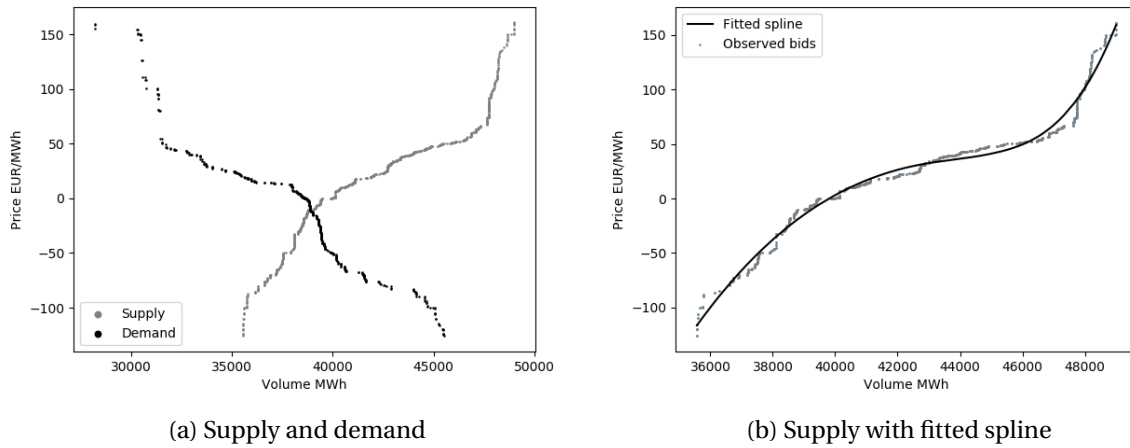 150
100
50
0
−50
−100
Price EUR/MWh
Supply
Demand
30000 35000 40000 45000 50000
Volume MWh
(a) Supply and demand
150
100
50
0
−50
−100
Price EUR/MWh
Fitted spline
Observed bids
36000 38000 40000 42000 44000 46000 48000
Volume MWh
(b) Supply with fitted spline